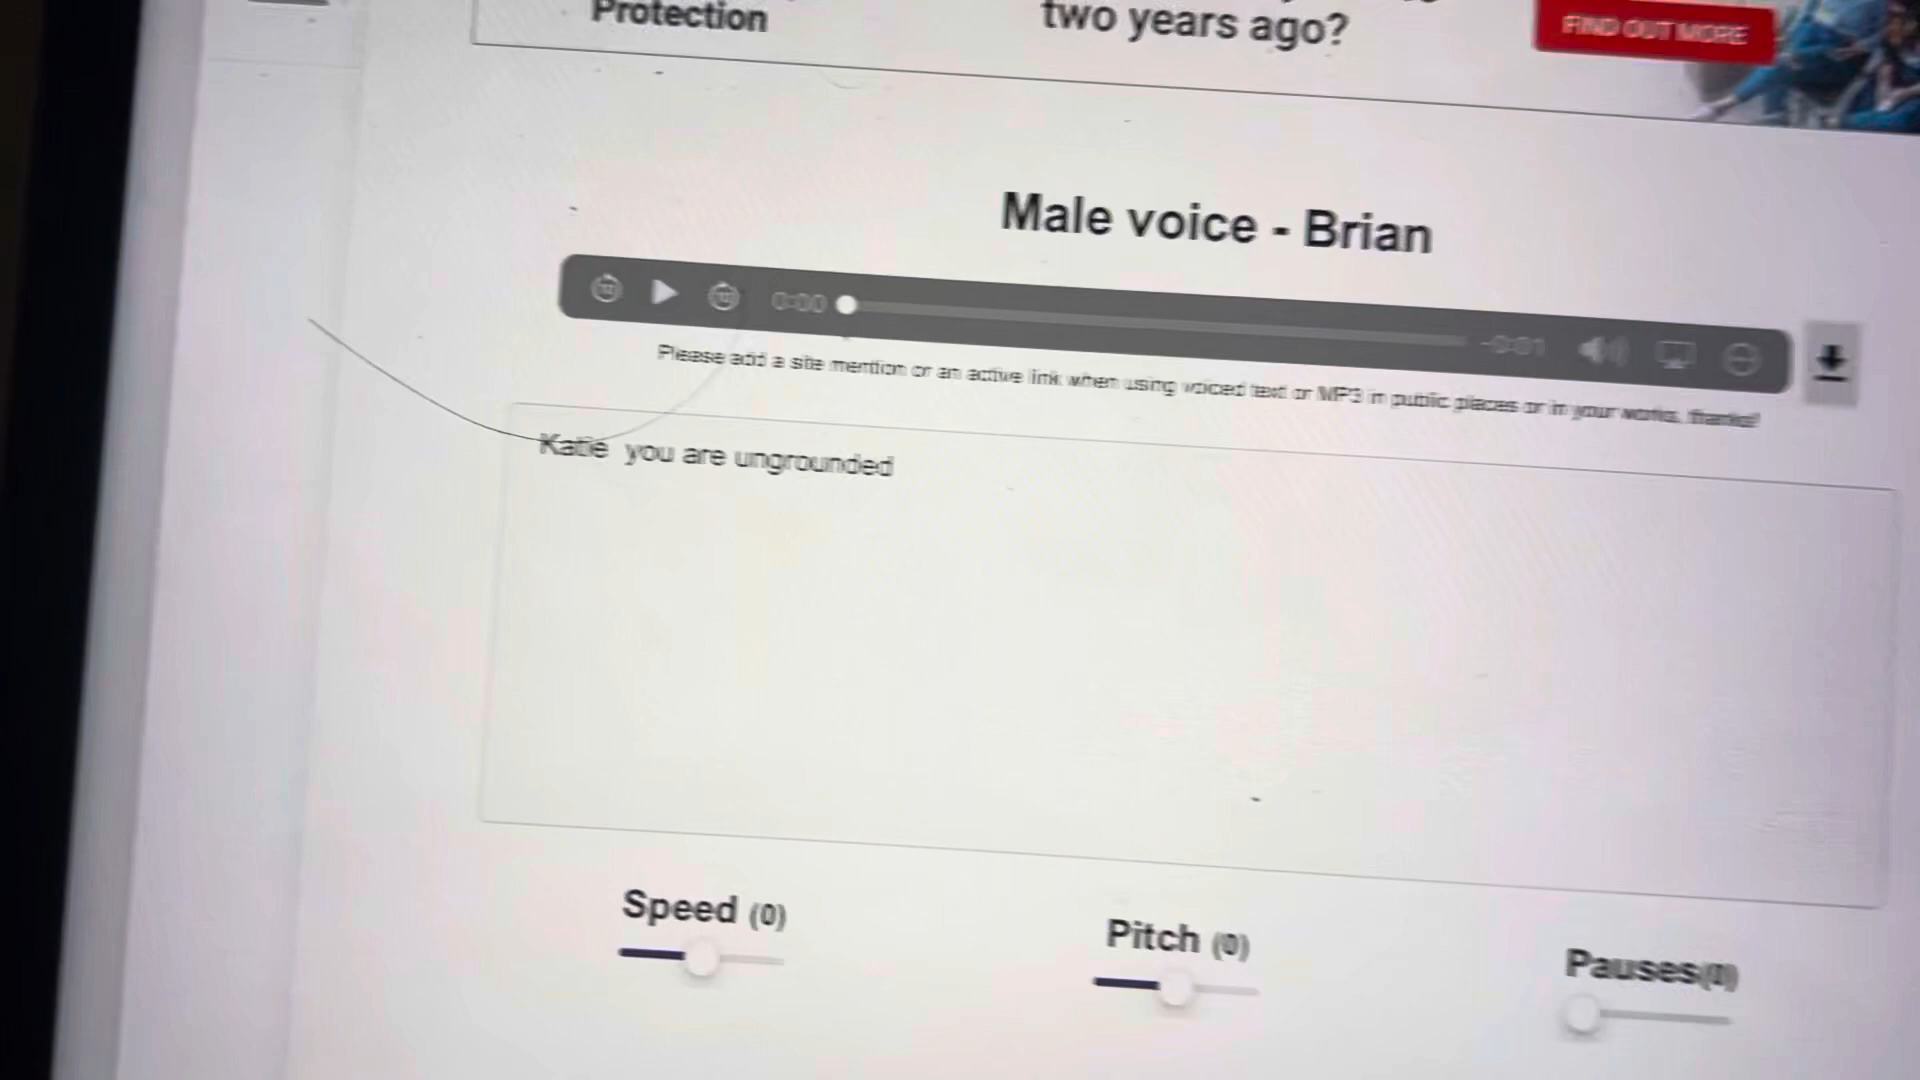 Protection
two years ago?
FIND OUT MORE
Male voice - Brian
0:00
-0:01
Please add a site mention or an active link when using voiced text or MP3 in public places or in your works, thanks!
Katie you are ungrounded
Speed (0)
Pitch (0)
Pauses(0)